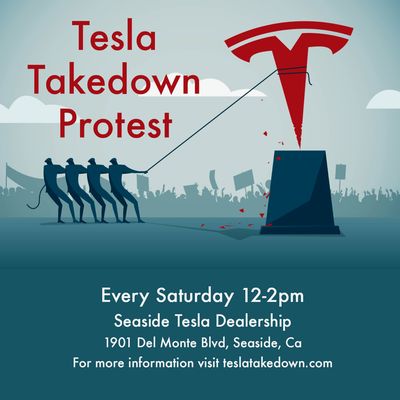 Tesla
Takedown
Protest
Every Saturday 12-2pm
Seaside Tesla Dealership
1901 Del Monte Blvd, Seaside, Ca
For more information visit teslatakedown.com